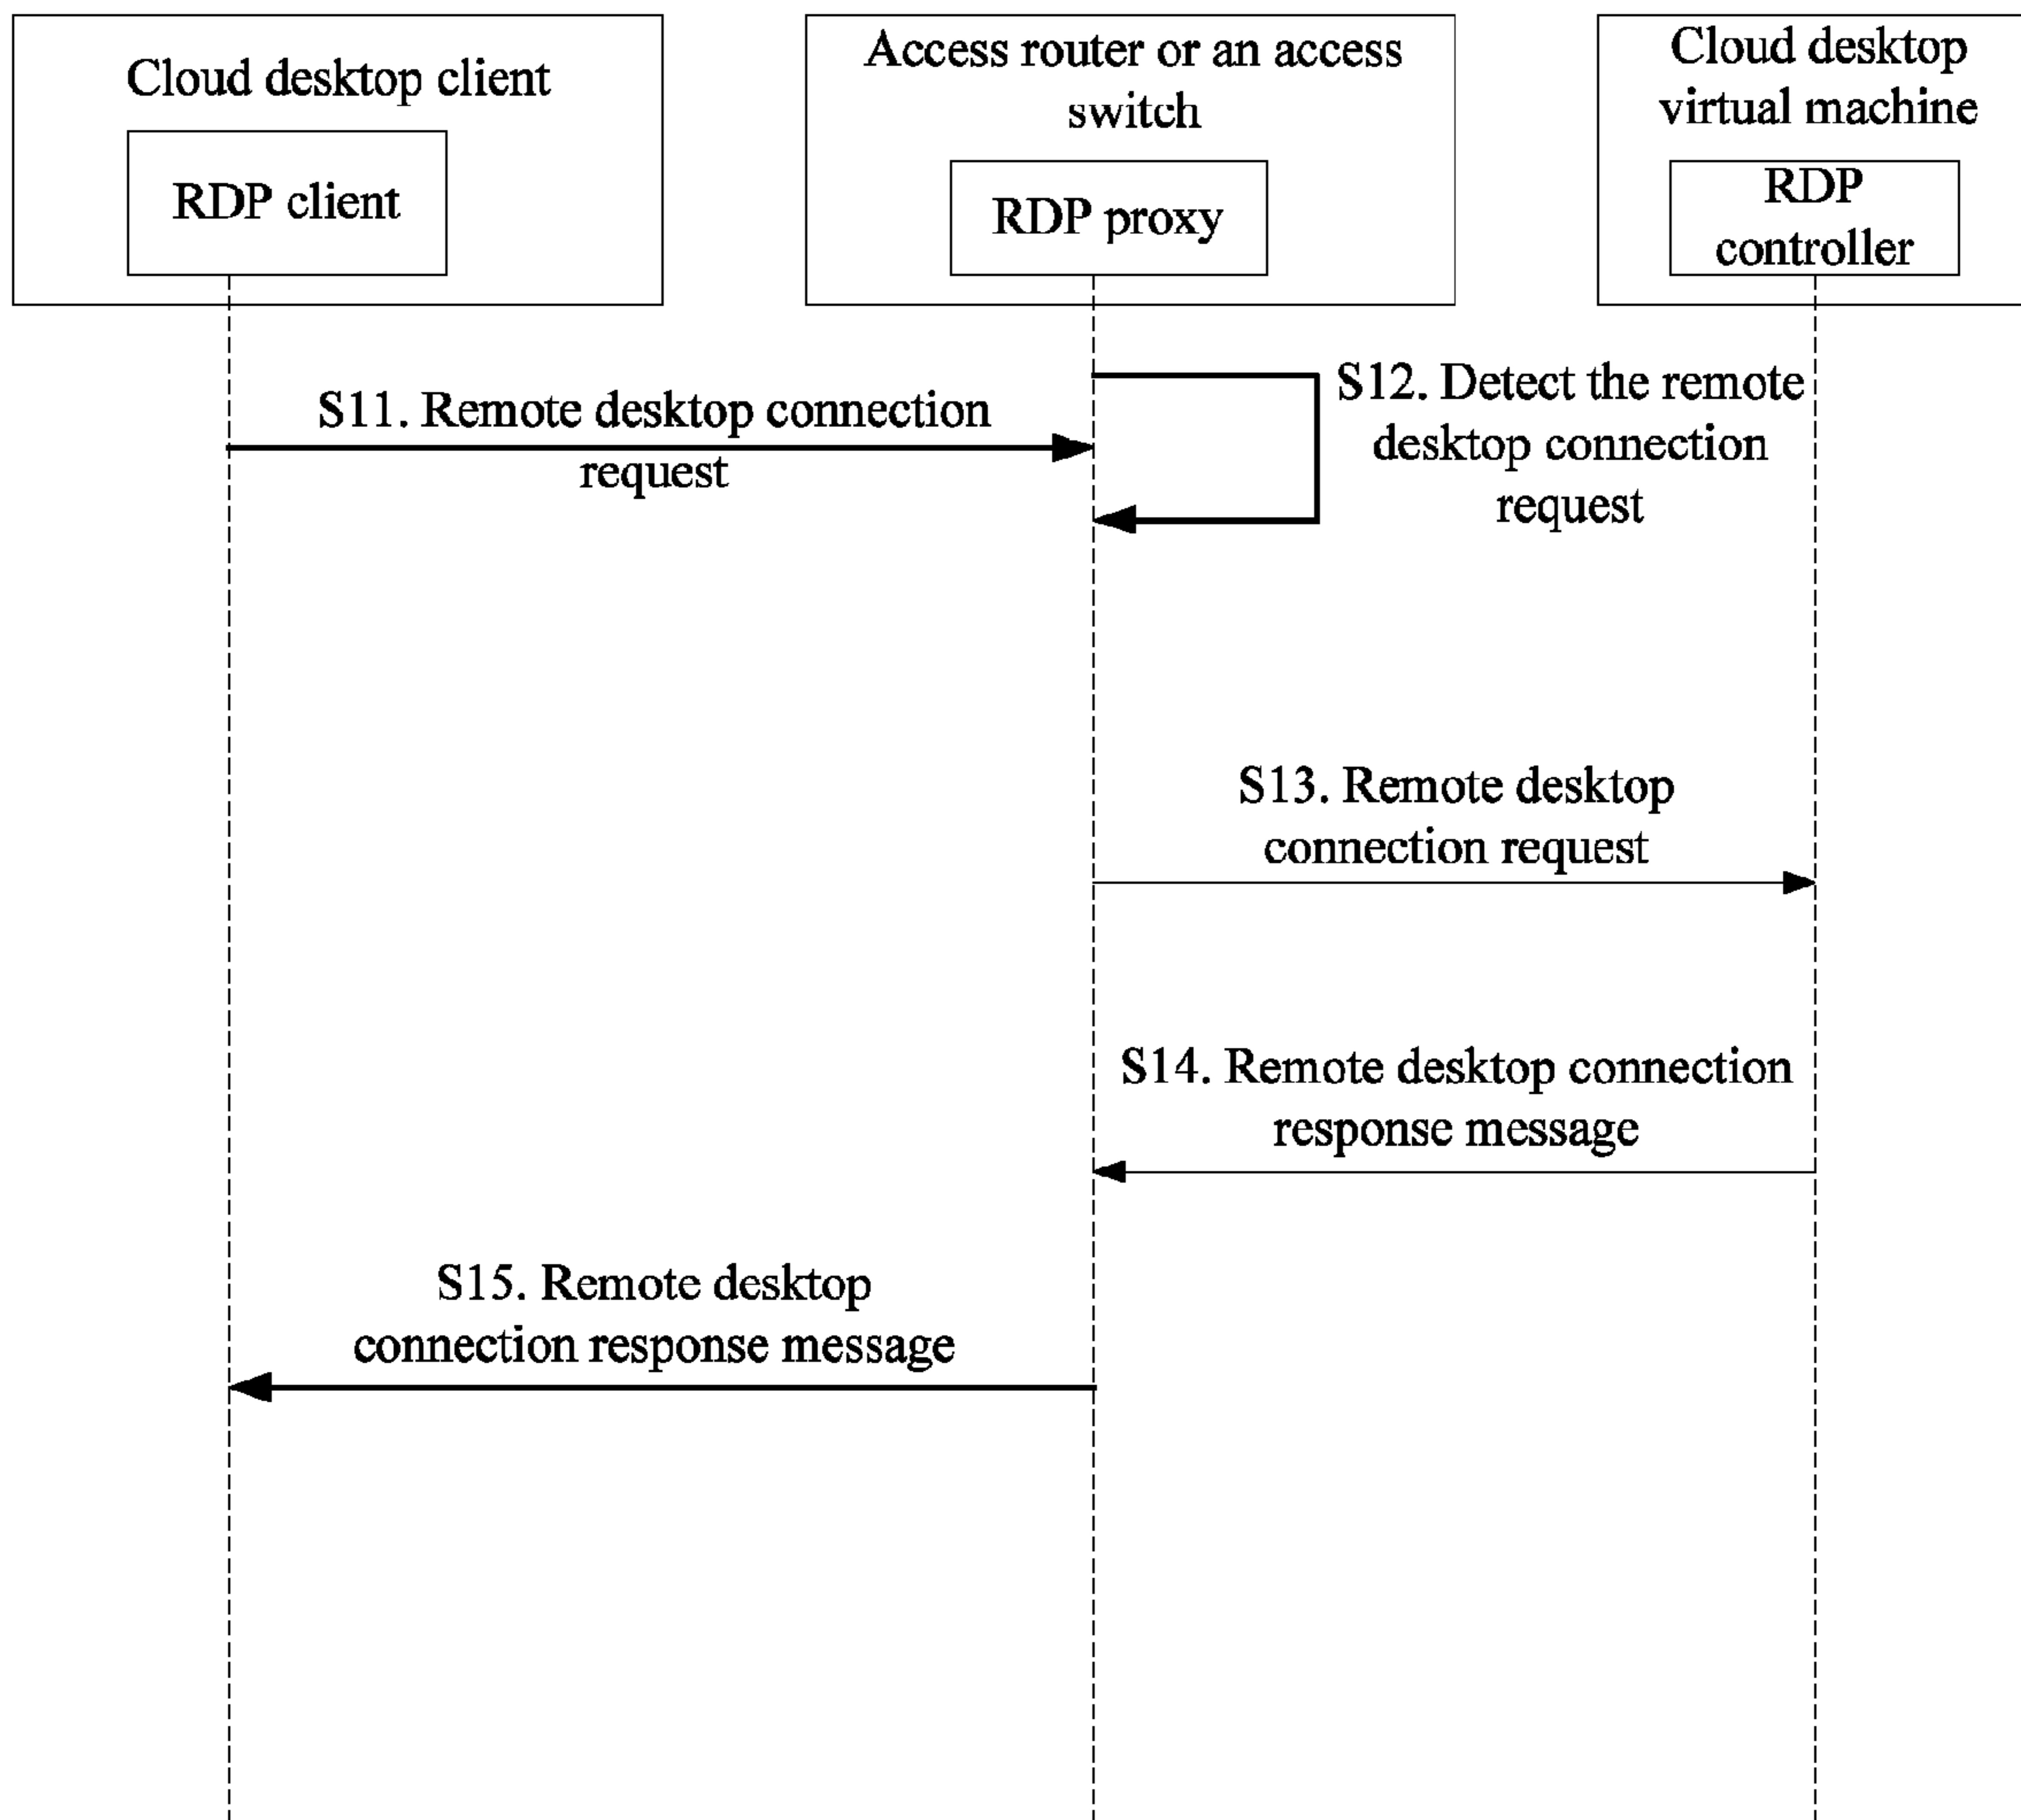 Cloud desktop client
RDP client
Access router or an access
switch
RDP proxy
Cloud desktop
virtual machine
RDP
controller
S11. Remote desktop connection
request
S12. Detect the remote
desktop connection
request
S13. Remote desktop
connection request
S14. Remote desktop connection
response message
S15. Remote desktop
connection response message